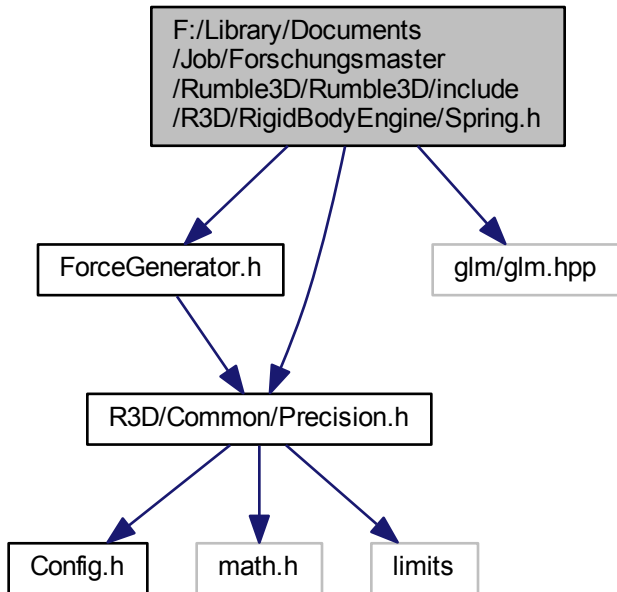 F:/Library/Documents
/Job/Forschungsmaster
/Rumble3D/Rumble3D/include
/R3D/RigidBodyEngine/Spring.h
ForceGenerator.h
glm/glm.hpp
R3D/Common/Precision.h
Config.h
math.h
limits